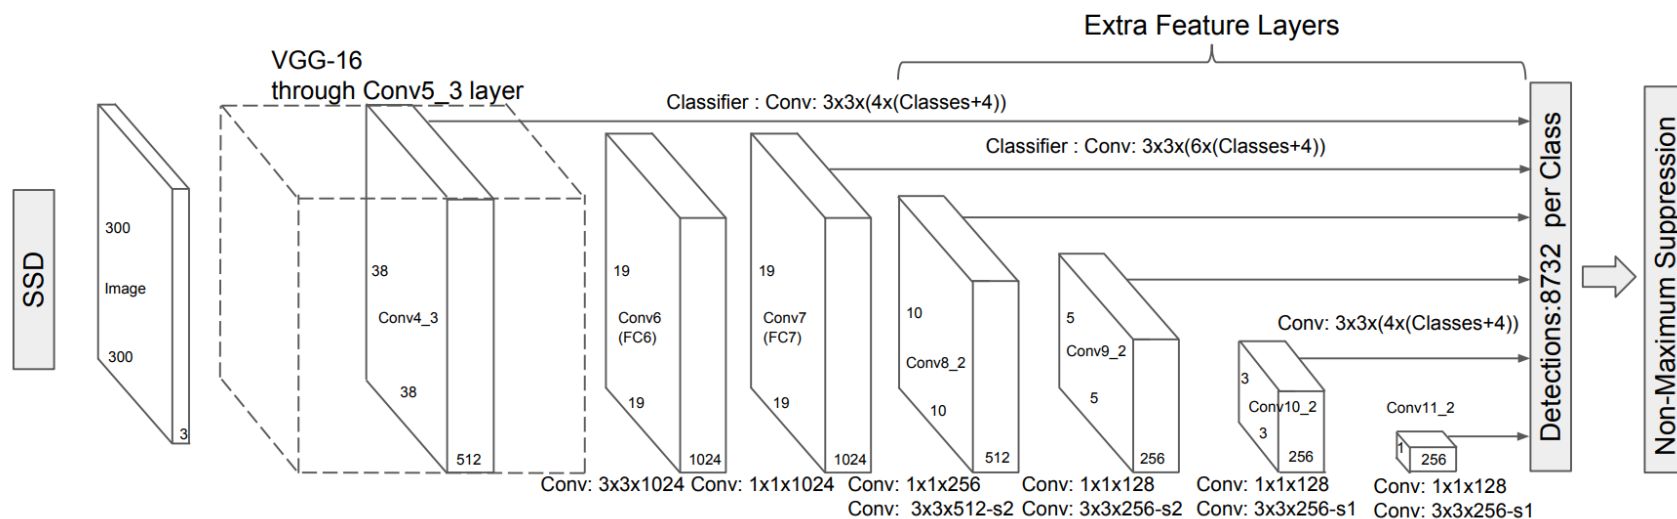 Extra Feature Layers
VGG-16
through Conv5_3 layer
Classifier : Conv: 3x3x(4x(Classes+4))
Classifier : Conv: 3x3x(6x(Classes+4))
SSD
300
Image
300
3
38
Conv4_3
38
512
19
Conv6
(FC6)
19
1024
19
Conv7
(FC7)
19
1024
10
Conv8_2
10
512
5
Conv9_2
5
256
Conv: 3x3x(4x(Classes+4))
3
Conv10_2
3
256
Conv11_2
1
256
Detections:8732 per Class
Non-Maximum Suppression
Conv: 3x3x1024
Conv: 1x1x1024
Conv: 1x1x256
Conv: 3x3x512-s2
Conv: 1x1x128
Conv: 3x3x256-s2
Conv: 1x1x128
Conv: 3x3x256-s1
Conv: 1x1x128
Conv: 3x3x256-s1